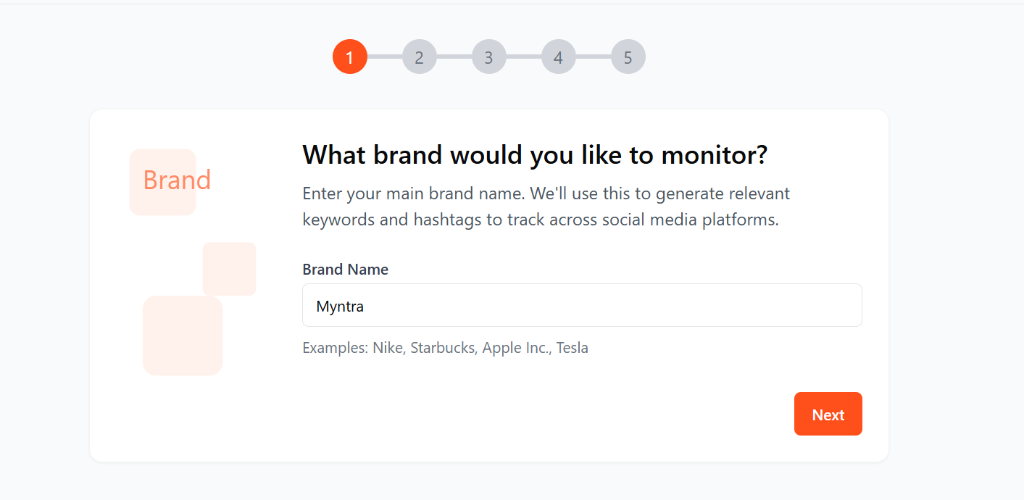 1 2 3 4 5
Brand
What brand would you like to monitor?
Enter your main brand name. We'll use this to generate relevant
keywords and hashtags to track across social media platforms.
Brand Name
Myntra
Examples: Nike, Starbucks, Apple Inc., Tesla
Next